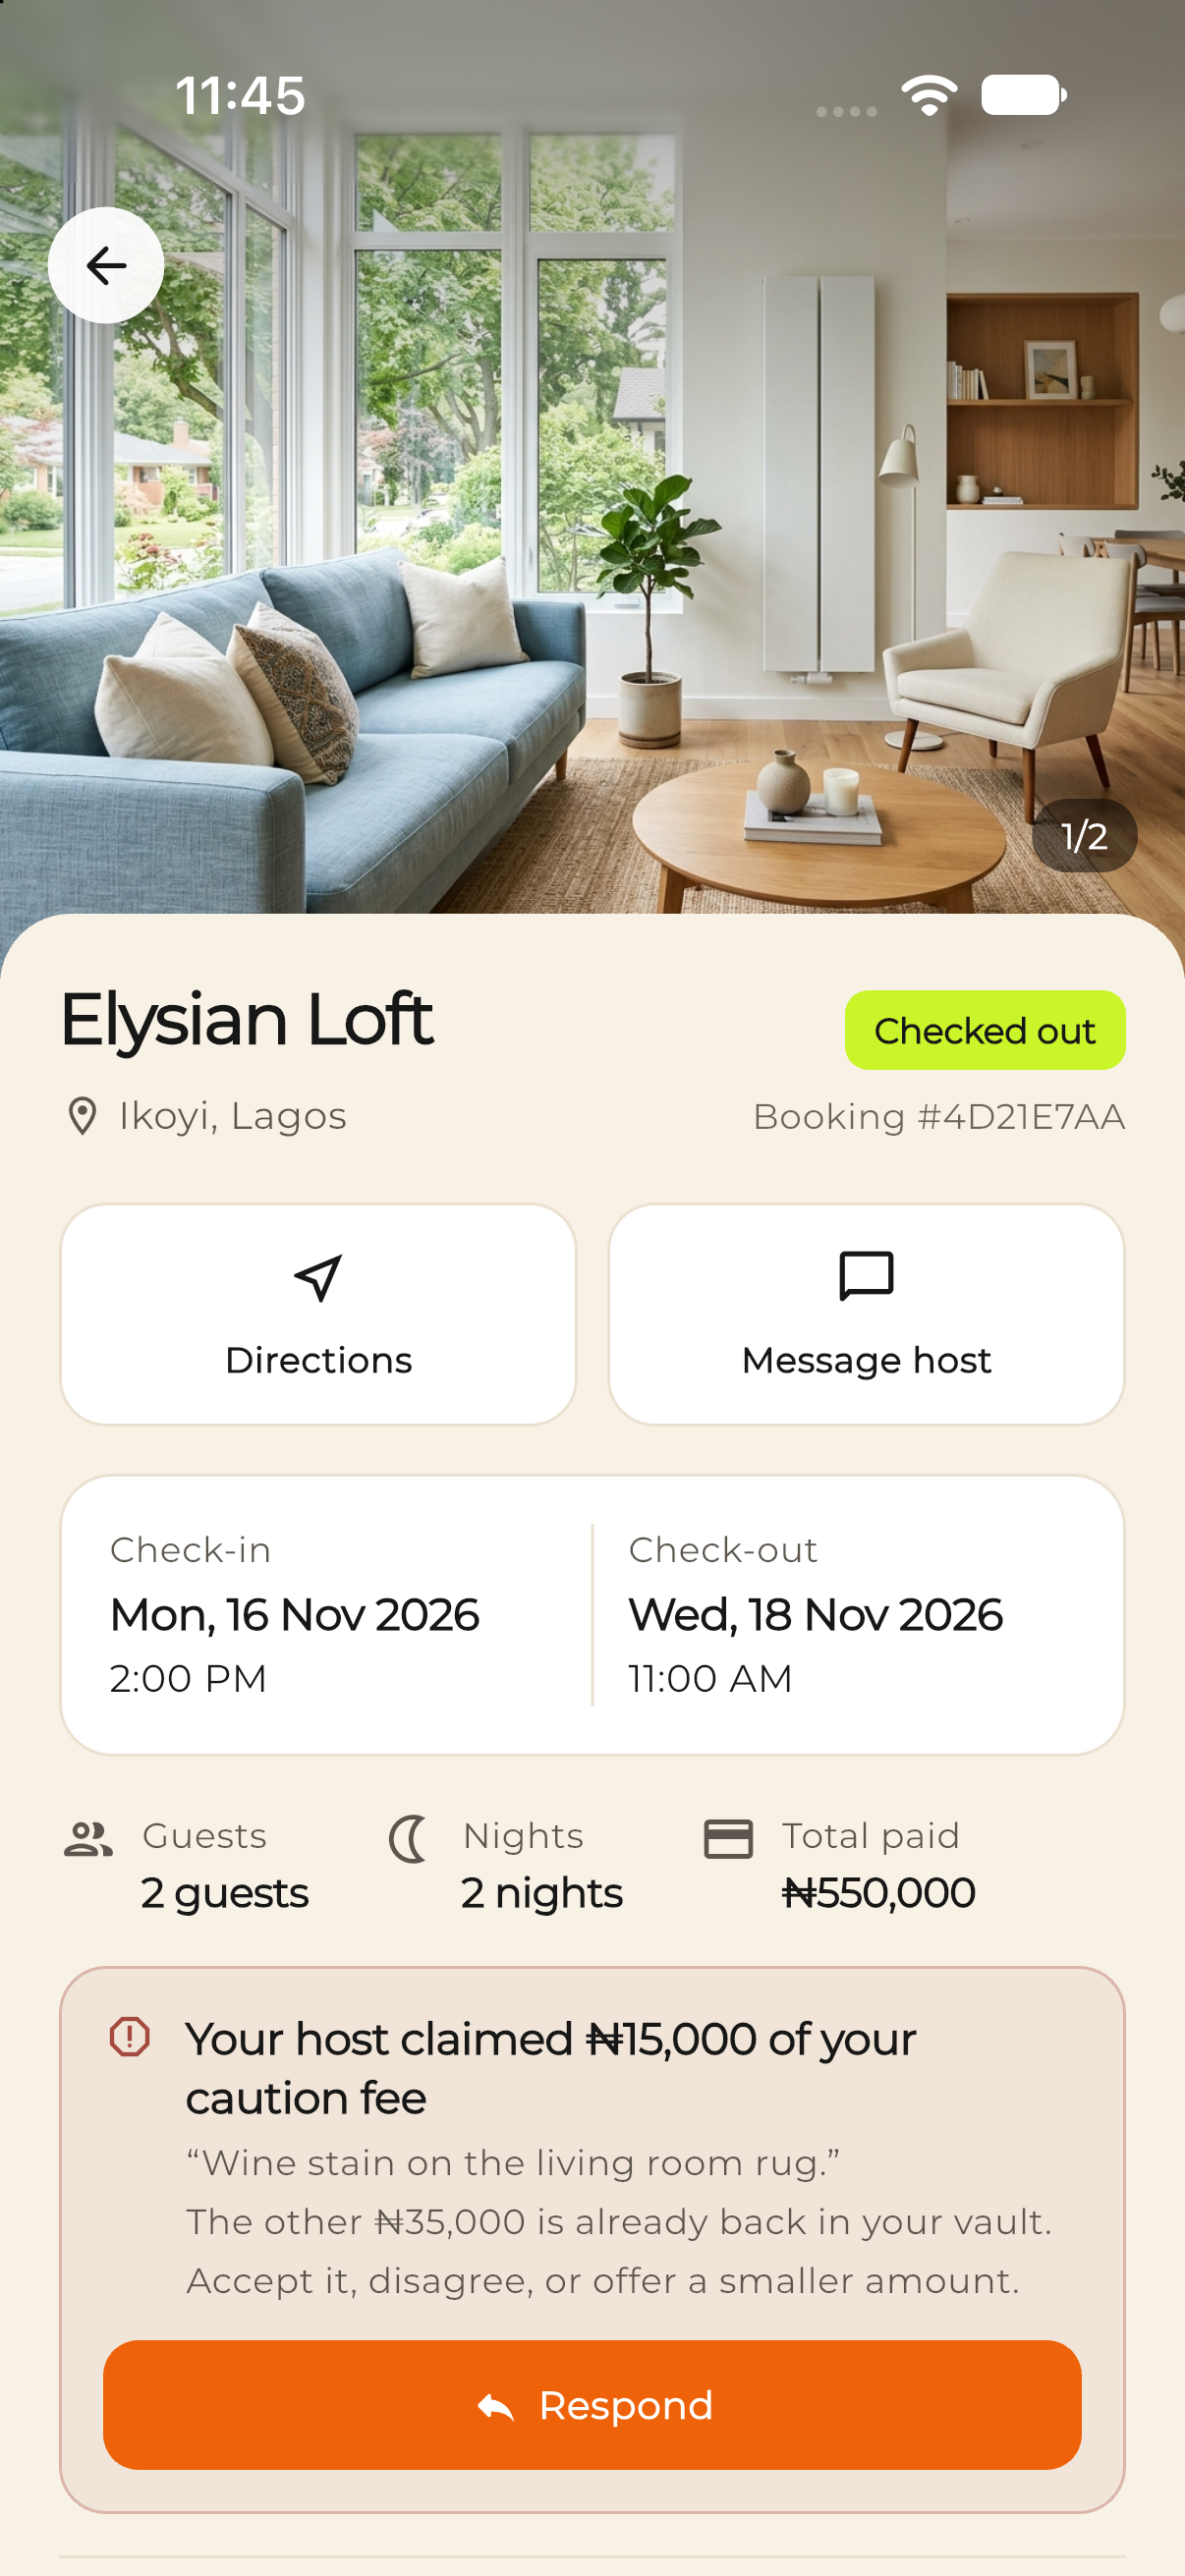 11:45
1/2
Elysian Loft
Checked out
Ikoyi, Lagos
Booking #4D21E7AA
Directions
Message host
Check-in
Mon, 16 Nov 2026
2:00 PM
Check-out
Wed, 18 Nov 2026
11:00 AM
Guests
2 guests
Nights
2 nights
Total paid
₦550,000
Your host claimed ₦15,000 of your
caution fee
“Wine stain on the living room rug.”
The other ₦35,000 is already back in your vault.
Accept it, disagree, or offer a smaller amount.
Respond